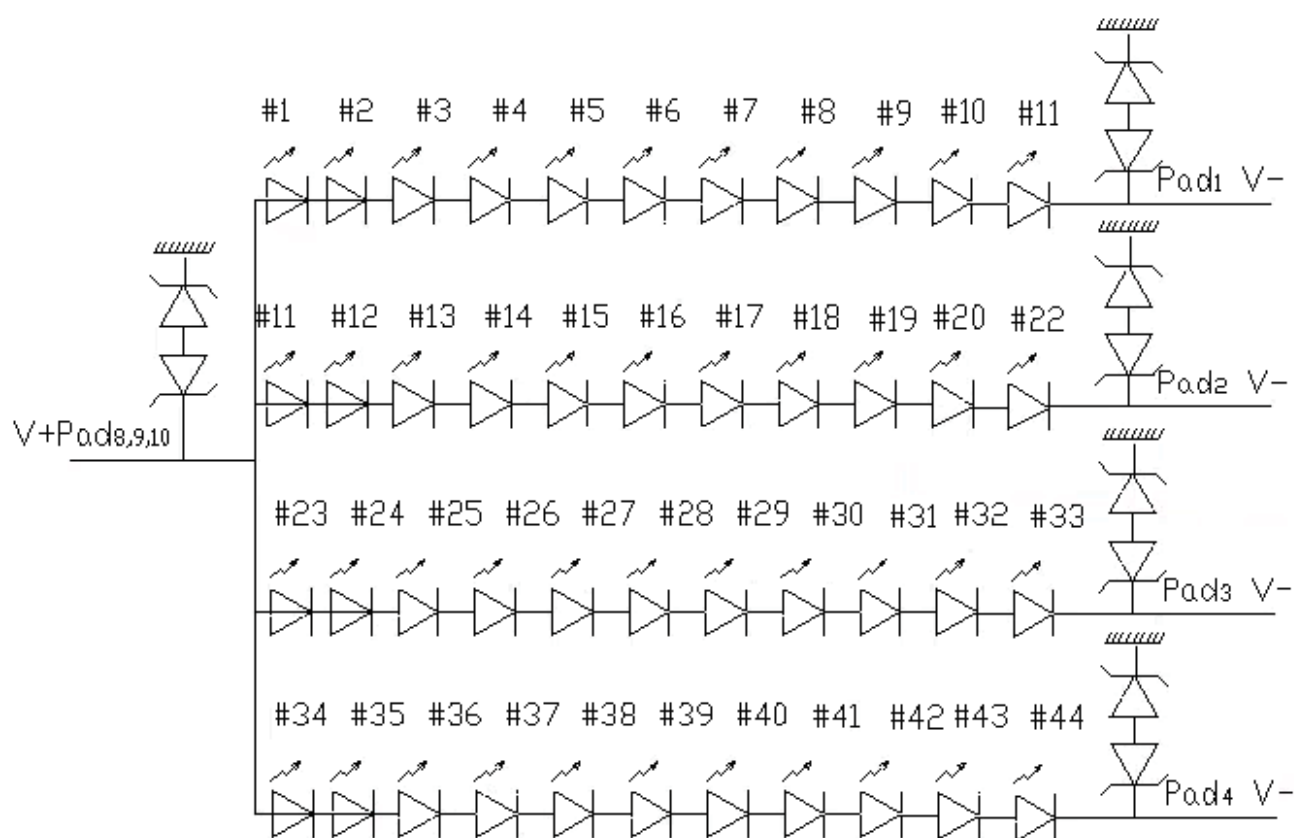 #1 #2 #3 #4 #5 #6 #7 #8 #9 #10 #11
Pad1 V-
#11 #12 #13 #14 #15 #16 #17 #18 #19 #20 #22
Pad2 V-
V+Pad8,9,10
#23 #24 #25 #26 #27 #28 #29 #30 #31 #32 #33
Pad3 V-
#34 #35 #36 #37 #38 #39 #40 #41 #42 #43 #44
Pad4 V-